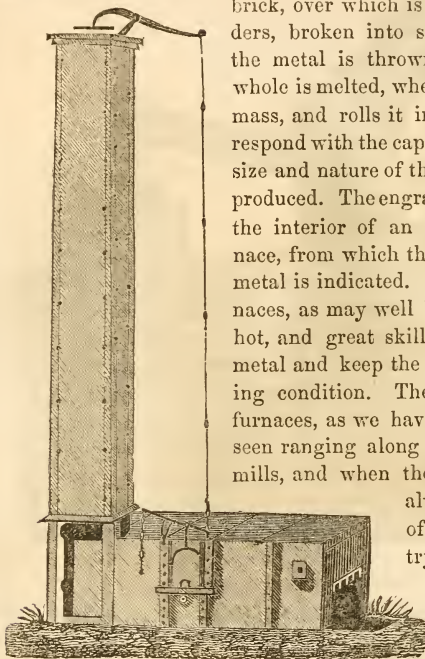 brick, over which is
ders, broken into s
the metal is throw
whole is melted, whe
mass, and rolls it i
respond with the cap
size and nature of th
produced. The engra
the interior of an
nace, from which th
metal is indicated.
naces, as may well
hot, and great skill
metal and keep the
ing condition. The
furnaces, as we hav
seen ranging along
mills, and when the
al
of
try